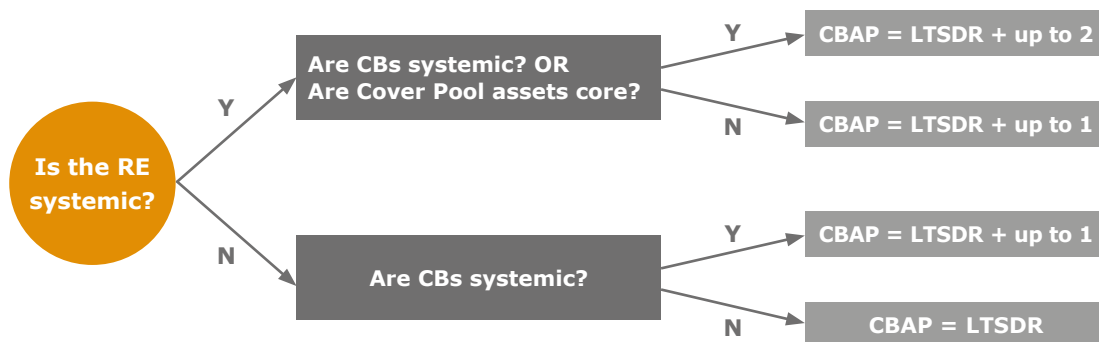 Is the RE
systemic?
Y
N
Are CBs systemic? OR
Are Cover Pool assets core?
Y
N
CBAP = LTSDR + up to 2
CBAP = LTSDR + up to 1
Are CBs systemic?
Y
N
CBAP = LTSDR + up to 1
CBAP = LTSDR